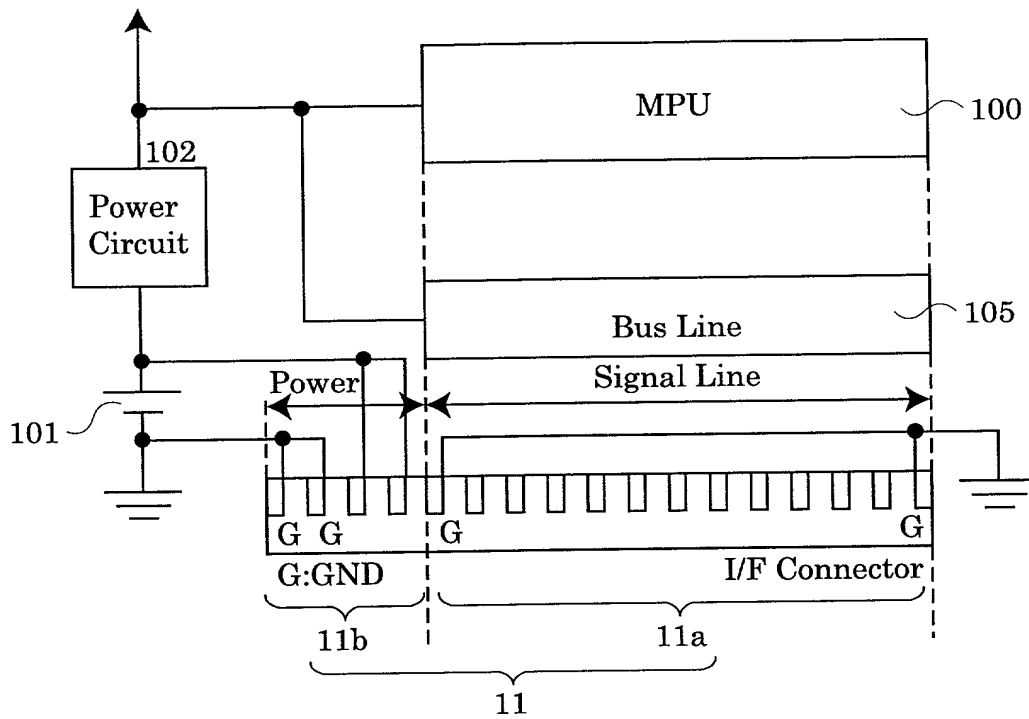 MPU
100
102
Power
Circuit
Bus Line
105
Power
Signal Line
101
G G G G
G:GND
I/F Connector
11b
11a
11